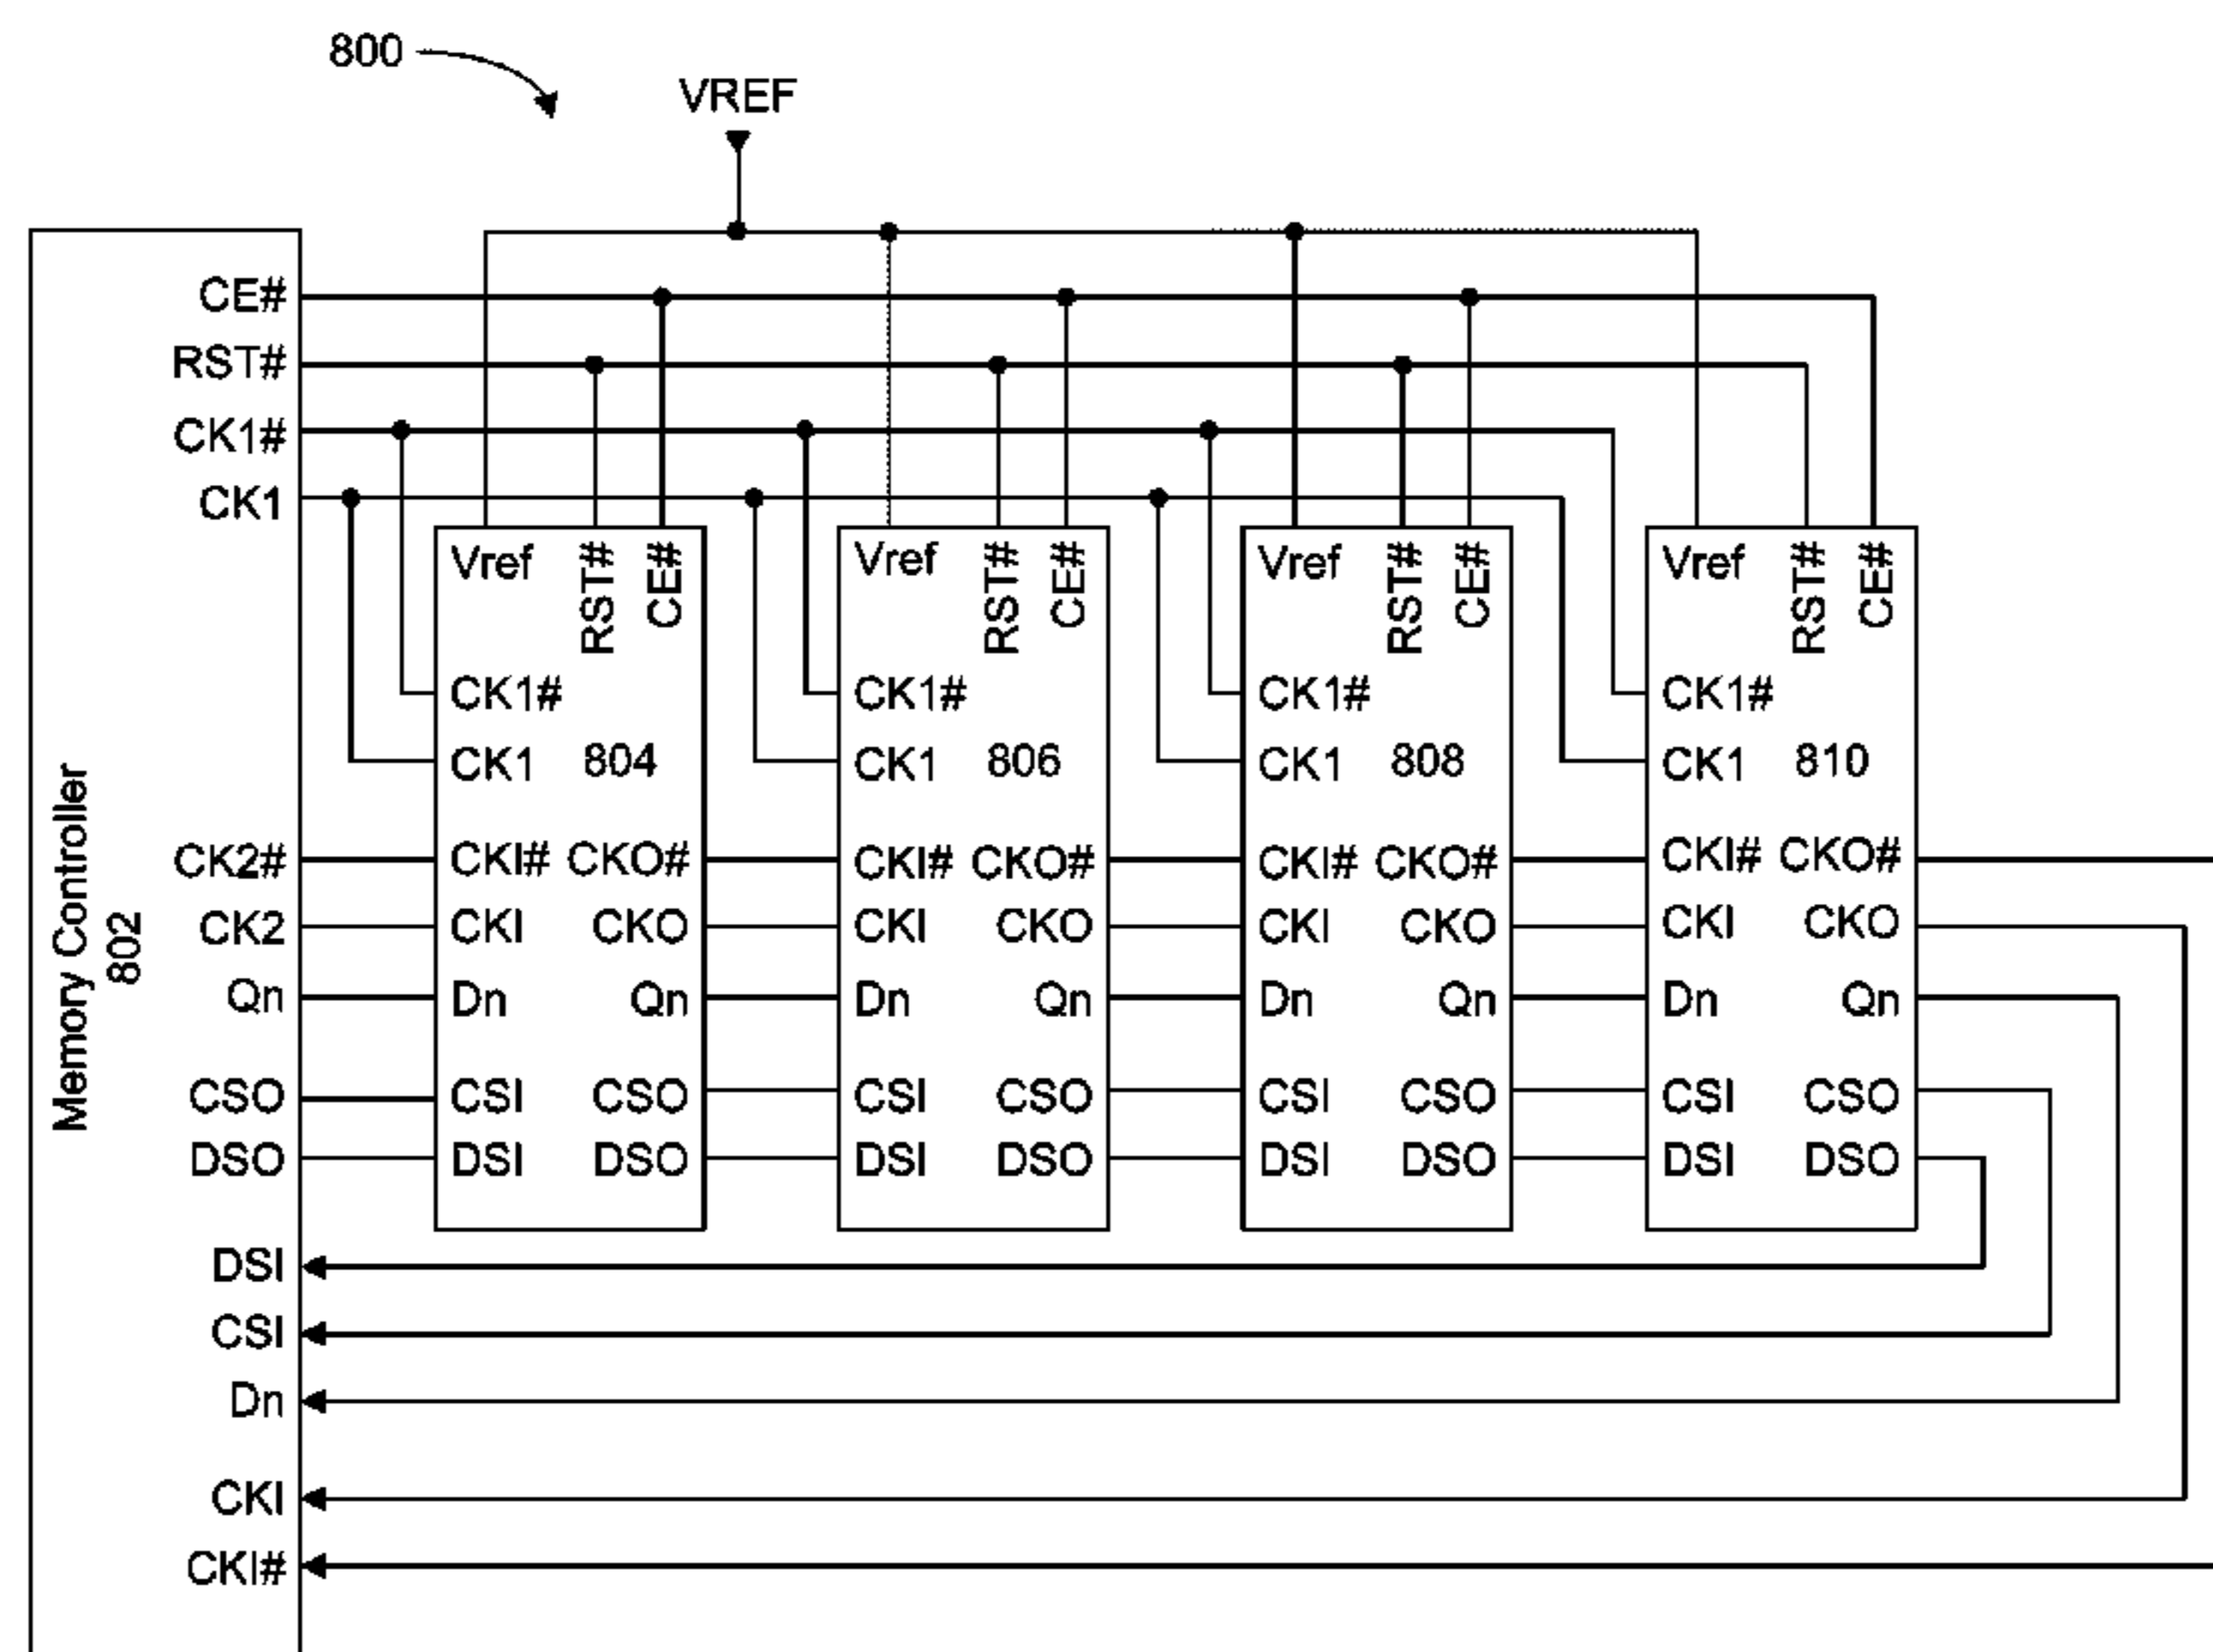 800
VREF
CE#
RST#
CK1#
CK1
Vref RST# CE# Vref RST# CE# Vref RST# CE# Vref RST# CE#
CK1# CK1# CK1# CK1#
CK1 804 CK1 806 CK1 808 CK1 810
Memory Controller
802
CK2# CKI# CKO# CKI# CKO# CKI# CKO# CKI# CKO#
CK2 CKI CKO CKI CKO CKI CKO CKI CKO
Qn Dn Qn Dn Qn Dn Qn Dn Qn
CSO CSI CSO CSI CSO CSI CSO CSI CSO
DSO DSI DSO DSI DSO DSI DSO DSI DSO
DSI
CSI
Dn
CKI
CKI#